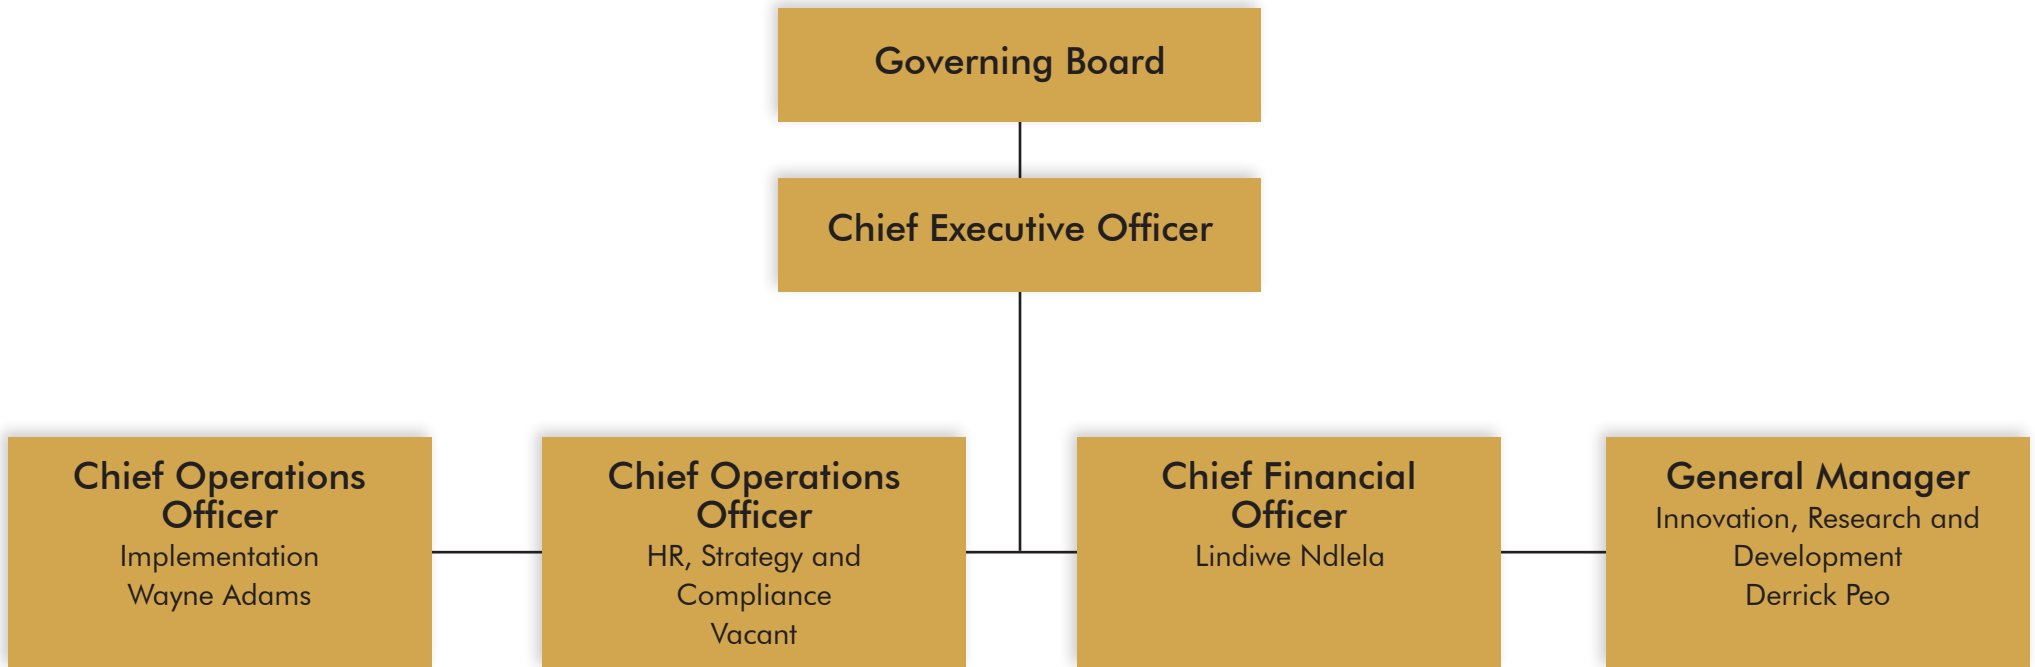 Governing Board
Chief Executive Officer
Chief Operations
Officer
Implementation
Wayne Adams
Chief Operations
Officer
HR, Strategy and
Compliance
Vacant
Chief Financial
Officer
Lindiwe Ndlela
General Manager
Innovation, Research and
Development
Derrick Peo